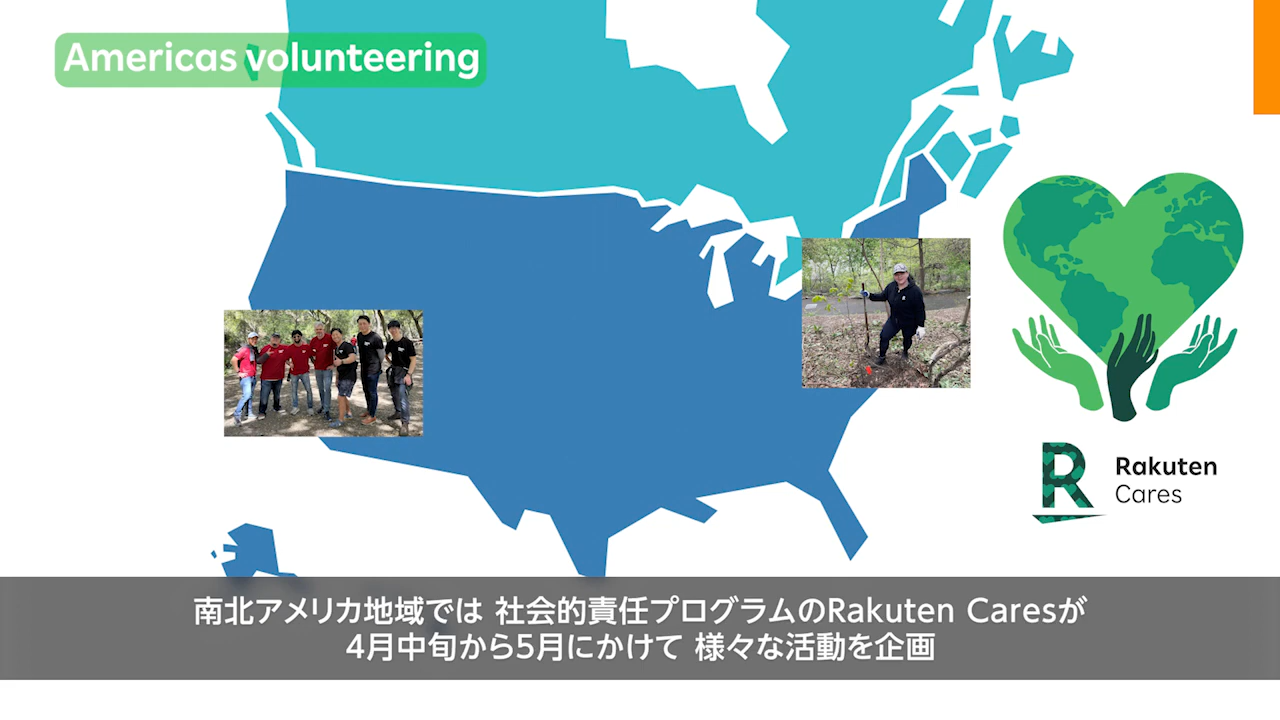 Americas volunteering
R
Rakuten
Cares
南北アメリカ地域では 社会的責任プログラムのRakuten Caresが
4月中旬から5月にかけて 様々な活動を企画